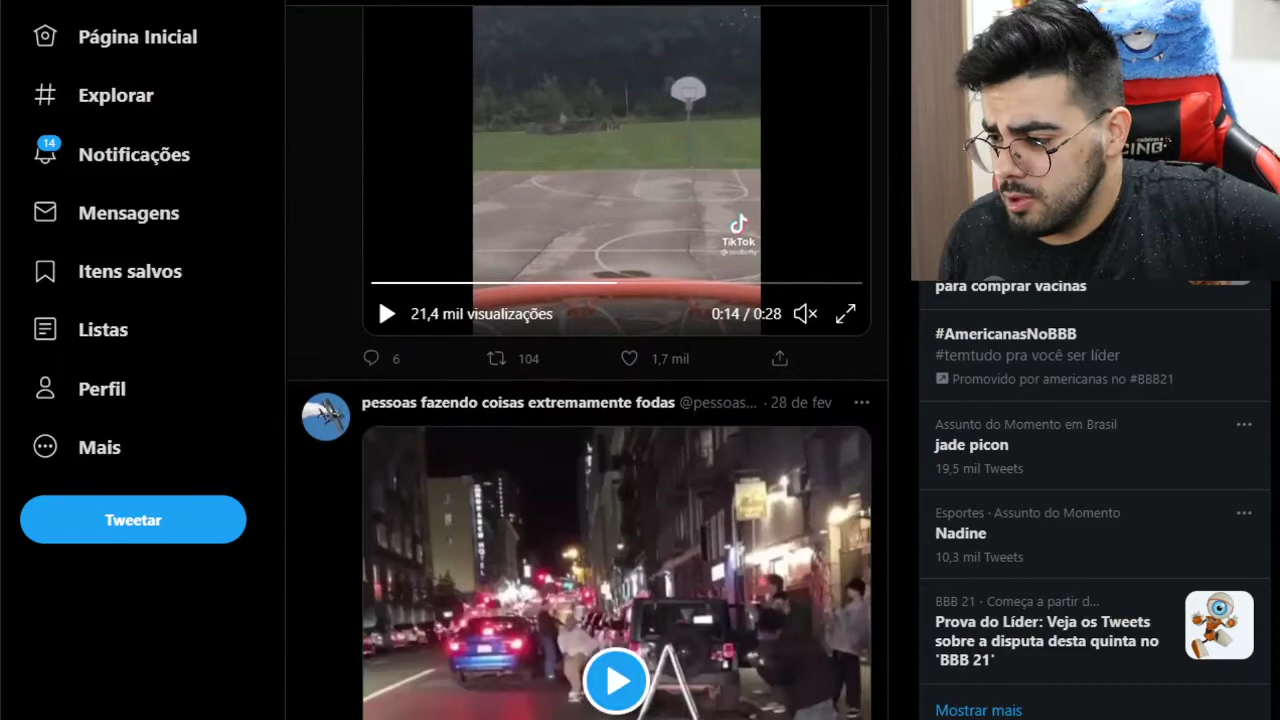 Página Inicial
Explorar
14
Notificações
Mensagens
Itens salvos
Listas
Perfil
Mais
Tweetar
TikTok
21,4 mil visualizações
0:14 / 0:28
6
104
1,7 mil
pessoas fazendo coisas extremamente fodas @pessoas... · 28 de fev
HOTEL
para comprar vacinas
#AmericanasNoBBB
#temtudo pra você ser líder
Promovido por americanas no #BBB21
Assunto do Momento em Brasil
jade picon
19,5 mil Tweets
Esportes · Assunto do Momento
Nadine
10,3 mil Tweets
BBB 21 · Começa a partir d...
Prova do Líder: Veja os Tweets
sobre a disputa desta quinta no
'BBB 21'
Mostrar mais